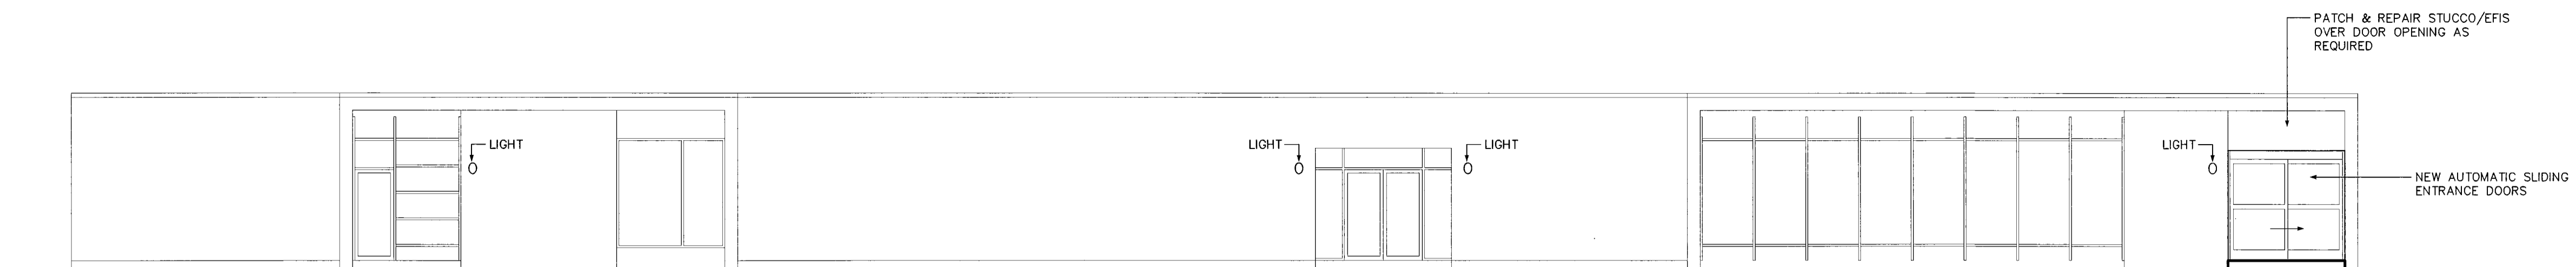 PATCH & REPAIR STUCCO/EFIS
OVER DOOR OPENING AS
REQUIRED
LIGHT
LIGHT
LIGHT
LIGHT
NEW AUTOMATIC SLIDING
ENTRANCE DOORS